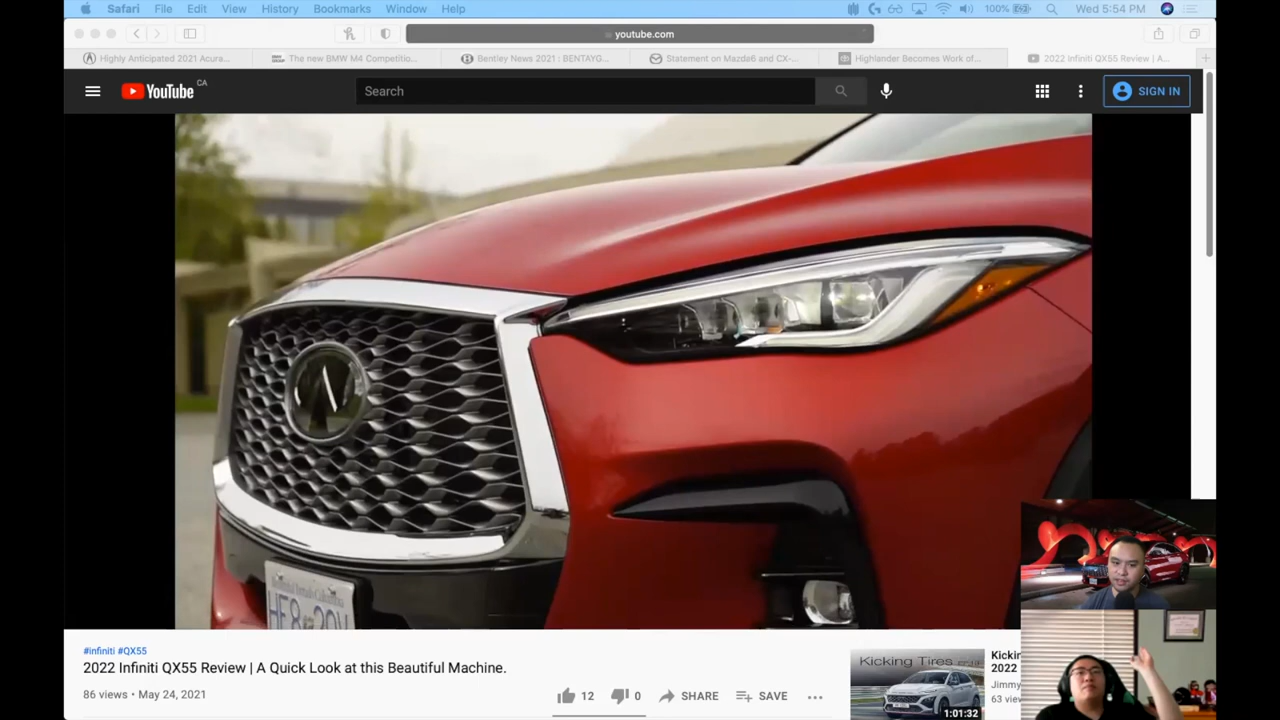 Safari File Edit View History Bookmarks Window Help 100% Wed 5:54 PM
youtube.com
Highly Anticipated 2021 Acura... The new BMW M4 Competitio... Bentley News 2021 : BENTAYG... Statement on Mazda6 and CX-... Highlander Becomes Work of... 2022 Infiniti QX55 Review | A...
YouTube CA Search SIGN IN
#infiniti #QX55
2022 Infiniti QX55 Review | A Quick Look at this Beautiful Machine.
86 views • May 24, 2021 12 0 SHARE SAVE
Kicking Tires
1:01:32
Kickin
2022
Jimmy
63 view